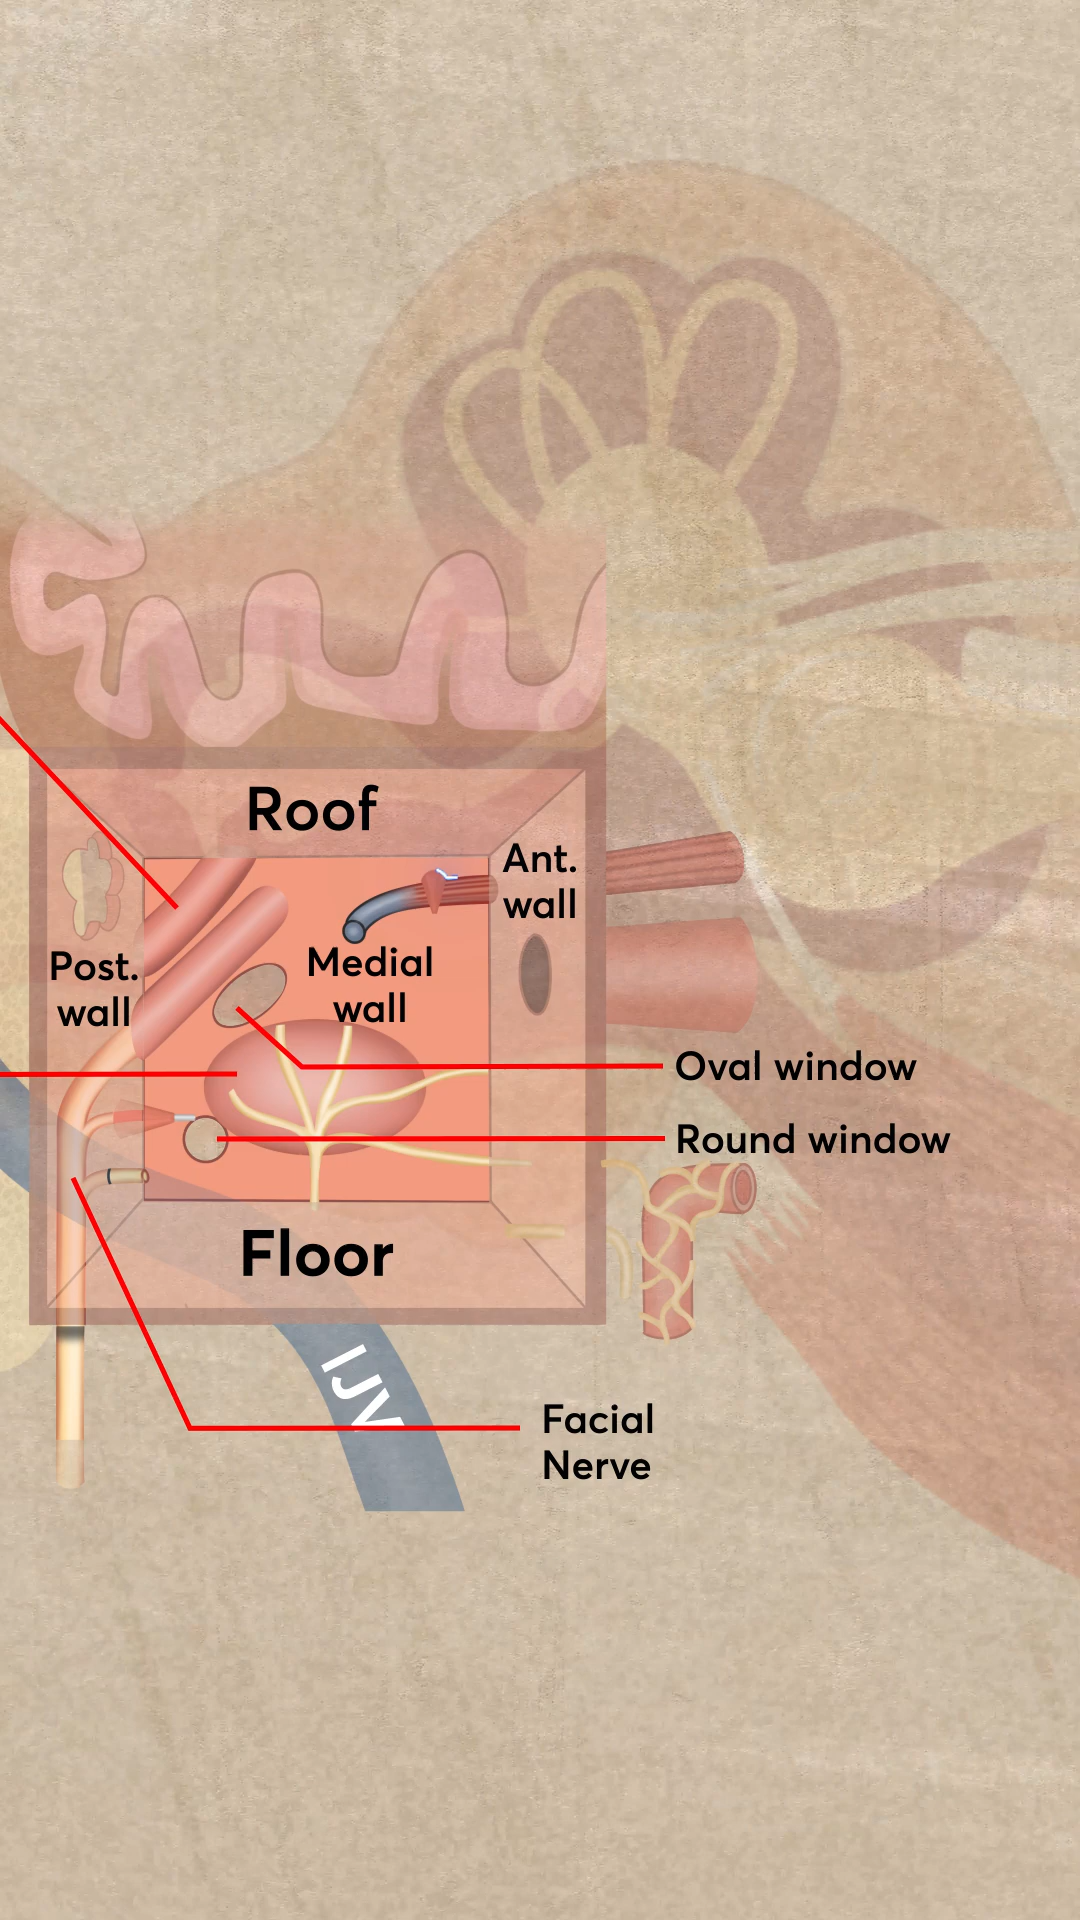 Roof
Ant.
wall
Post.
wall
Medial
wall
Oval window
Round window
Floor
IJV
Facial
Nerve